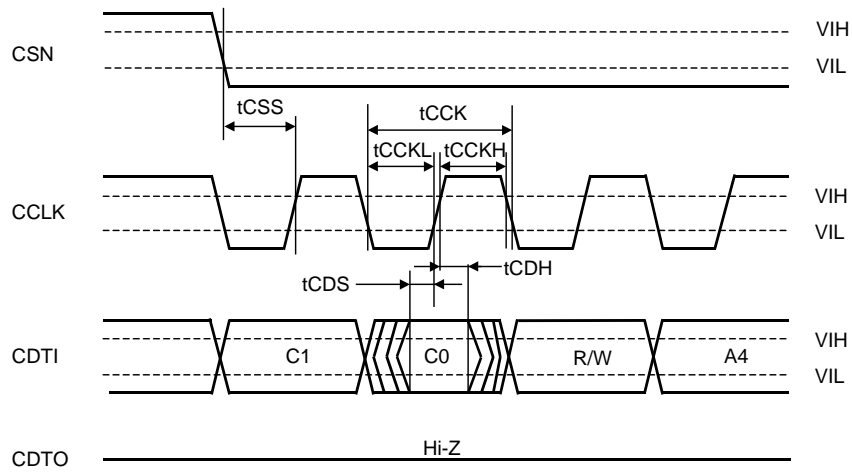 CSN
VIH
VIL
tCSS
tCCK
tCCKL
tCCKH
CCLK
VIH
VIL
tCDS
tCDH
CDTI
C1
C0
R/W
A4
VIH
VIL
CDTO
Hi-Z